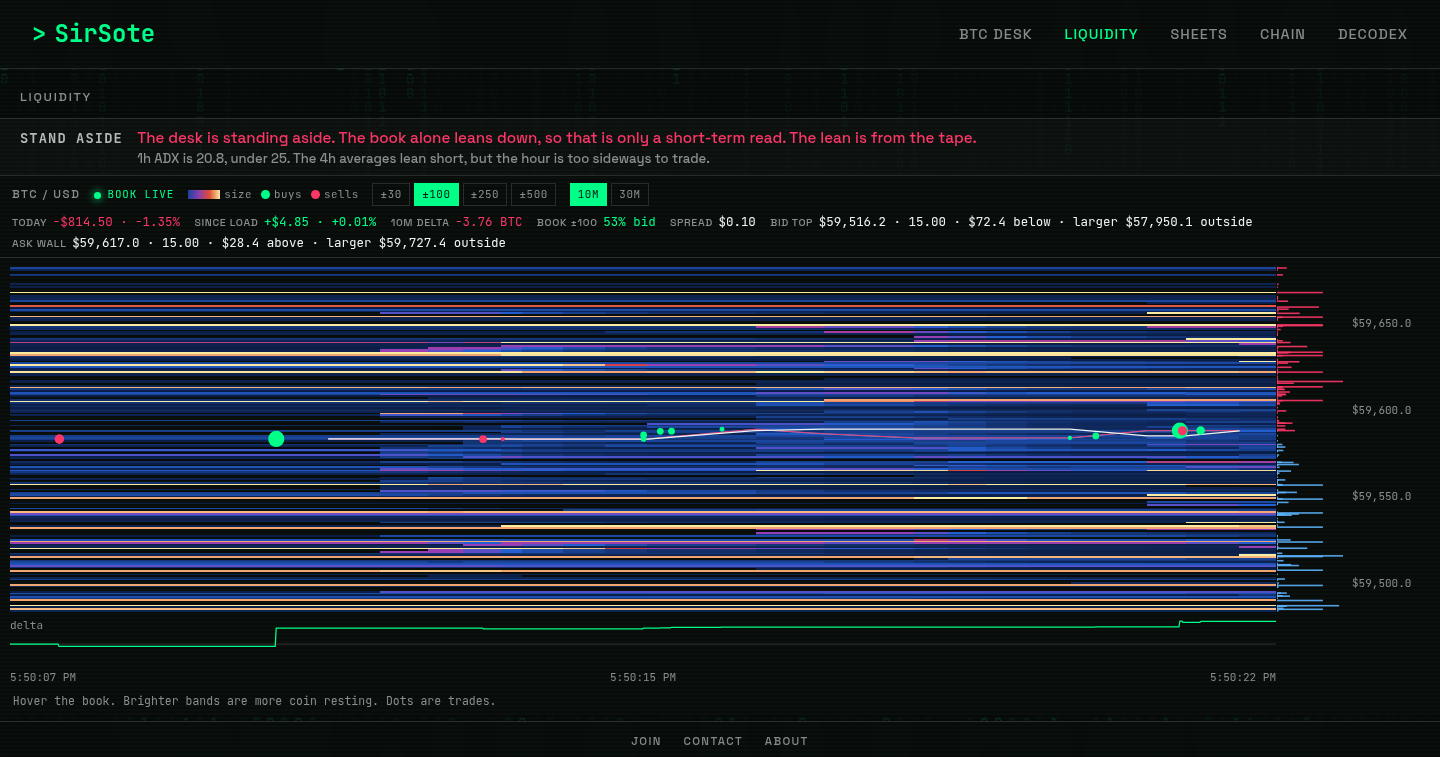 > SirSote
BTC DESK LIQUIDITY SHEETS CHAIN DECODEX
LIQUIDITY
STAND ASIDE The desk is standing aside. The book alone leans down, so that is only a short-term read. The lean is from the tape.
1h ADX is 20.8, under 25. The 4h averages lean short, but the hour is too sideways to trade.
BTC / USD BOOK LIVE size buys sells ±30 ±100 ±250 ±500 10M 30M
TODAY -$814.50 · -1.35% SINCE LOAD +$4.85 · +0.01% 10M DELTA -3.76 BTC BOOK ±100 53% bid SPREAD $0.10 BID TOP $59,516.2 · 15.00 · $72.4 below · larger $57,950.1 outside
ASK WALL $59,617.0 · 15.00 · $28.4 above · larger $59,727.4 outside
$59,650.0
$59,600.0
$59,550.0
$59,500.0
delta
5:50:07 PM 5:50:15 PM 5:50:22 PM
Hover the book. Brighter bands are more coin resting. Dots are trades.
JOIN CONTACT ABOUT